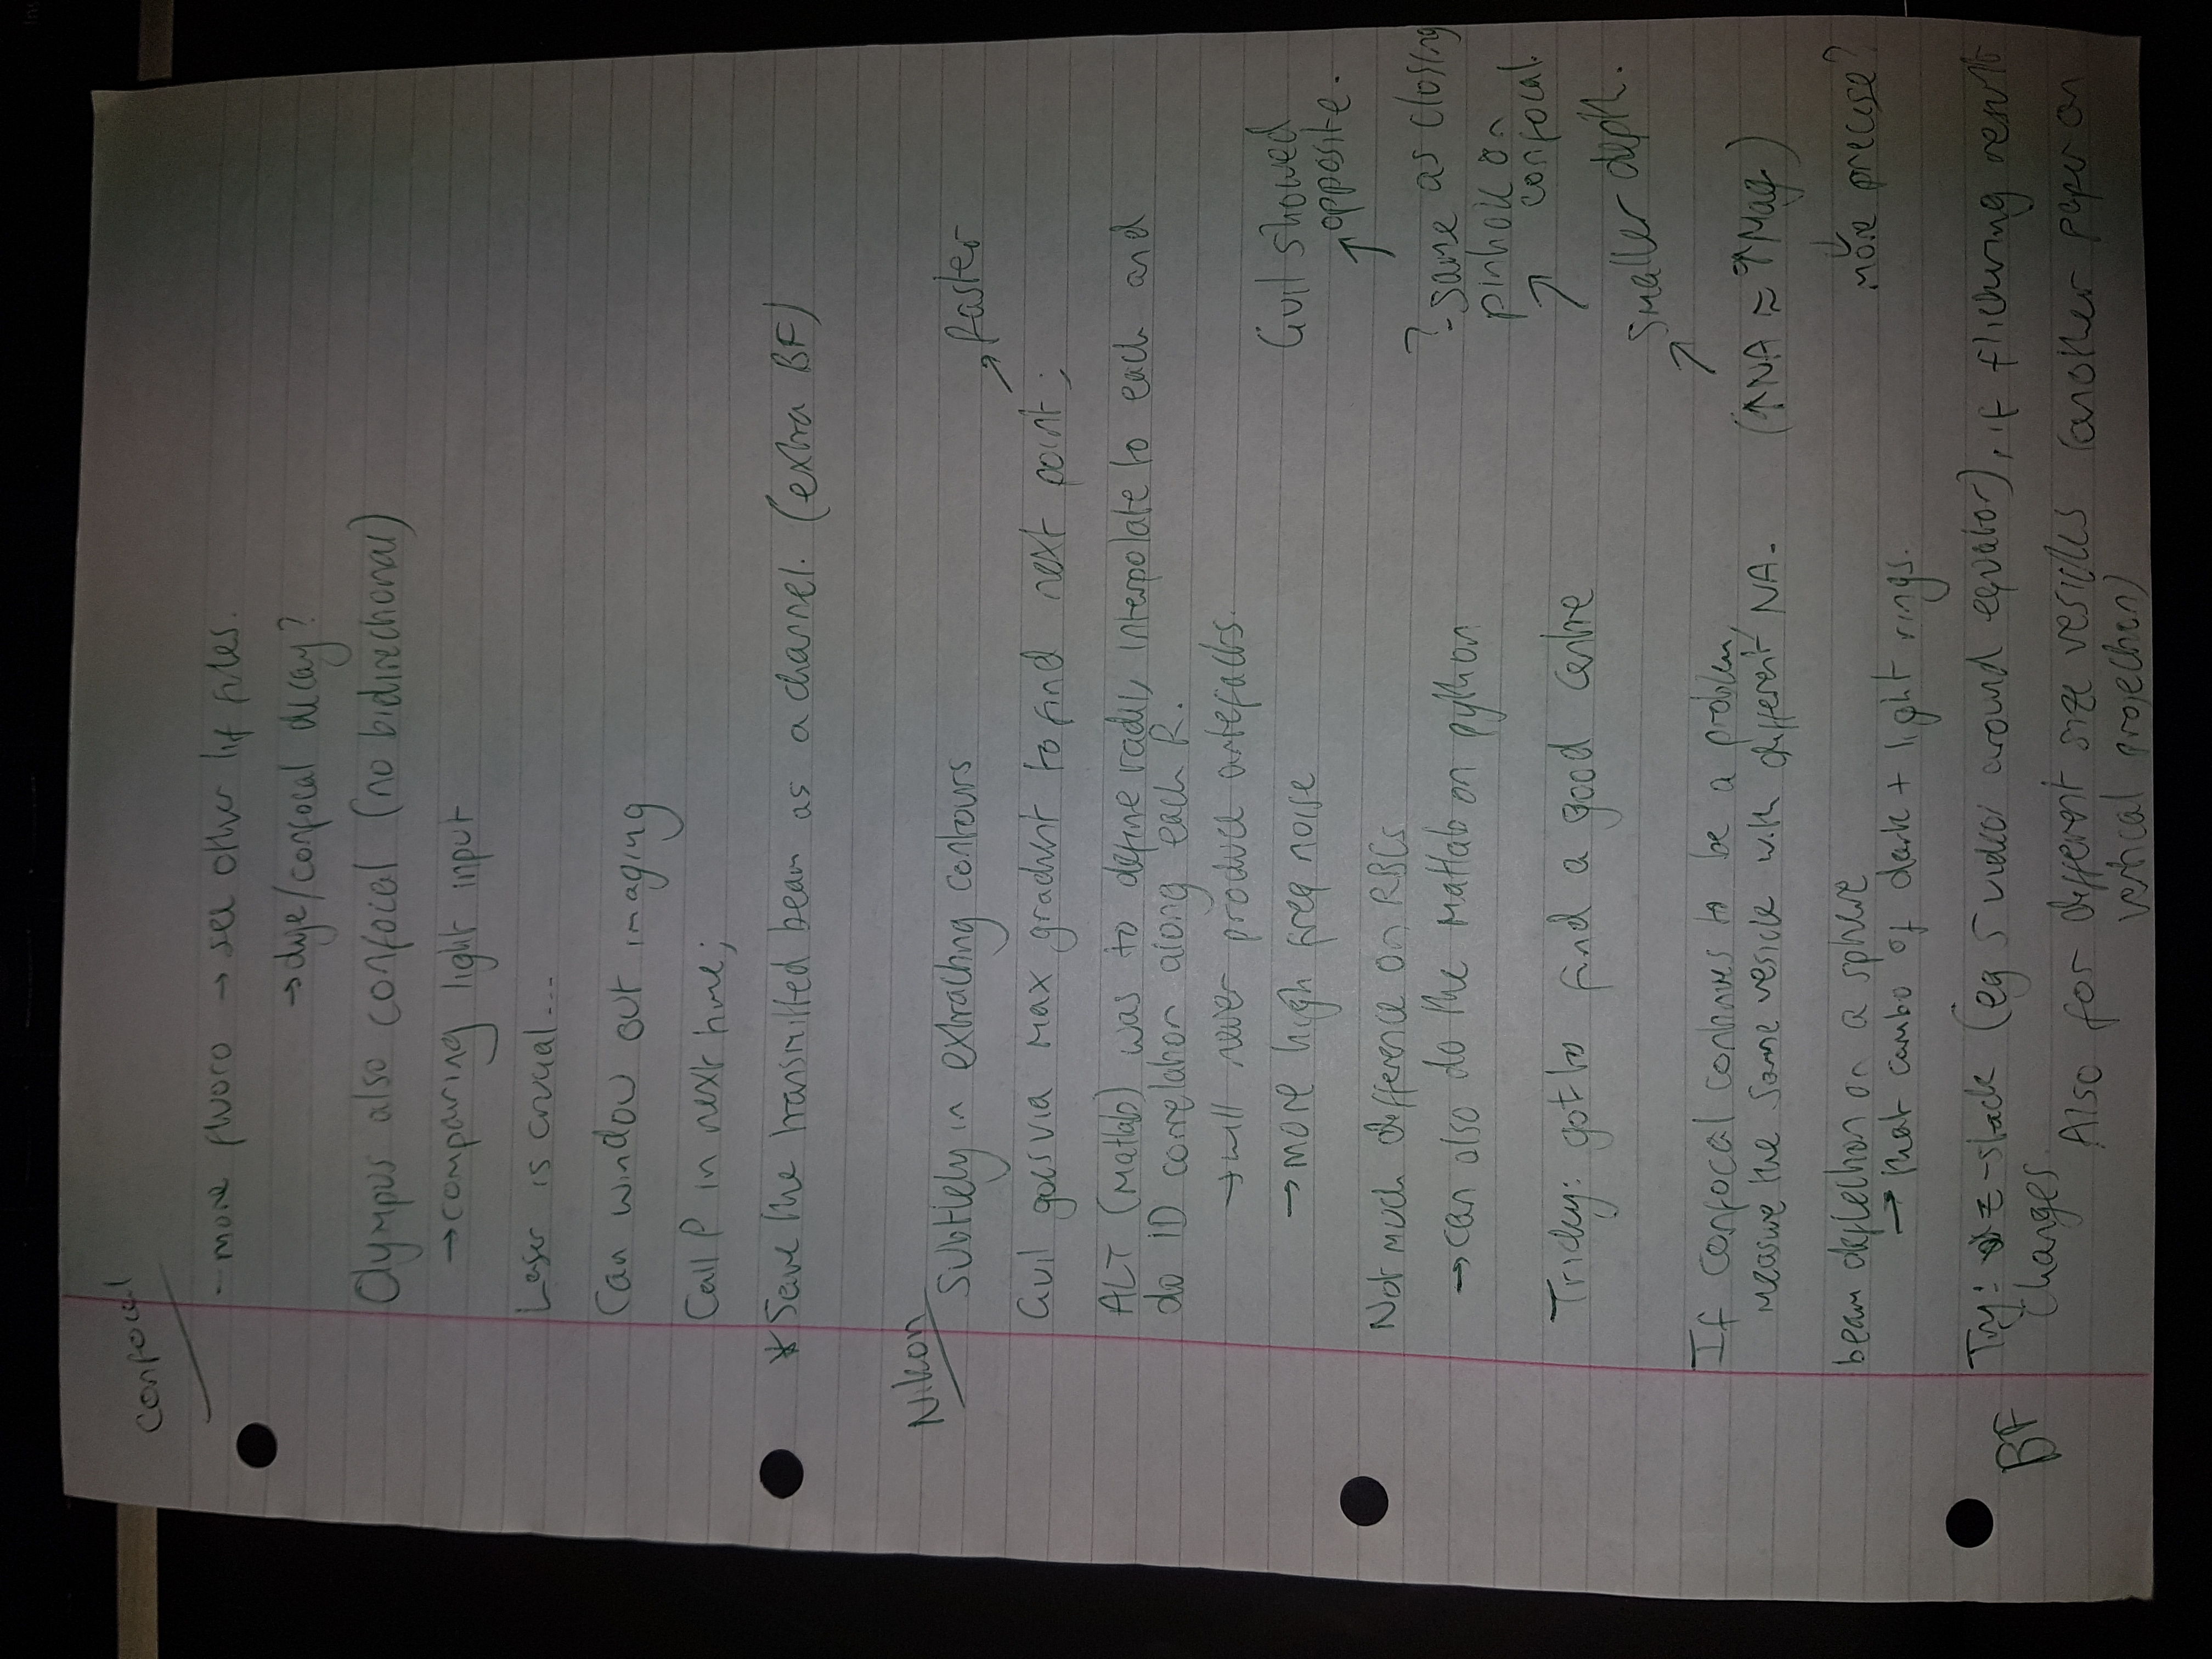 Confocal
- more fluoro → see other lif files.
→ dye/confocal decay?
Olympus also confocal (no bidirectional)
→ comparing light input
Laser is crucial...
Can window out imaging
Call P in next time;
* Save the transmitted beam as a channel. (extra BF)
Nikon
Subtlely in extracting contours
Guil goes via max gradient to find next point;
↗ faster
ALT (Matlab) was to define radii, interpolate to each and
do 1D correlation along each R.
→ will never produce artefacts.
→ more high freq noise
Not much difference on RBCs
→ can also do the Matlab on python
Tricky: got to find a good centre
If confocal continues to be a problem,
measure the same vesicle with different NA.
(↑NA ≈ ↑Mag)
↓
more precise?
↗ smaller depth.
↗
? same as closing
pinhole on
confocal.
↗
Guil showed
opposite.
beam deflection on a sphere
→ that combo of dark + light rings.
BF
Try: z-stack (eg 5 video around equator), if flickering result
changes.
Also for different size vesicles (another paper on
vertical projection)